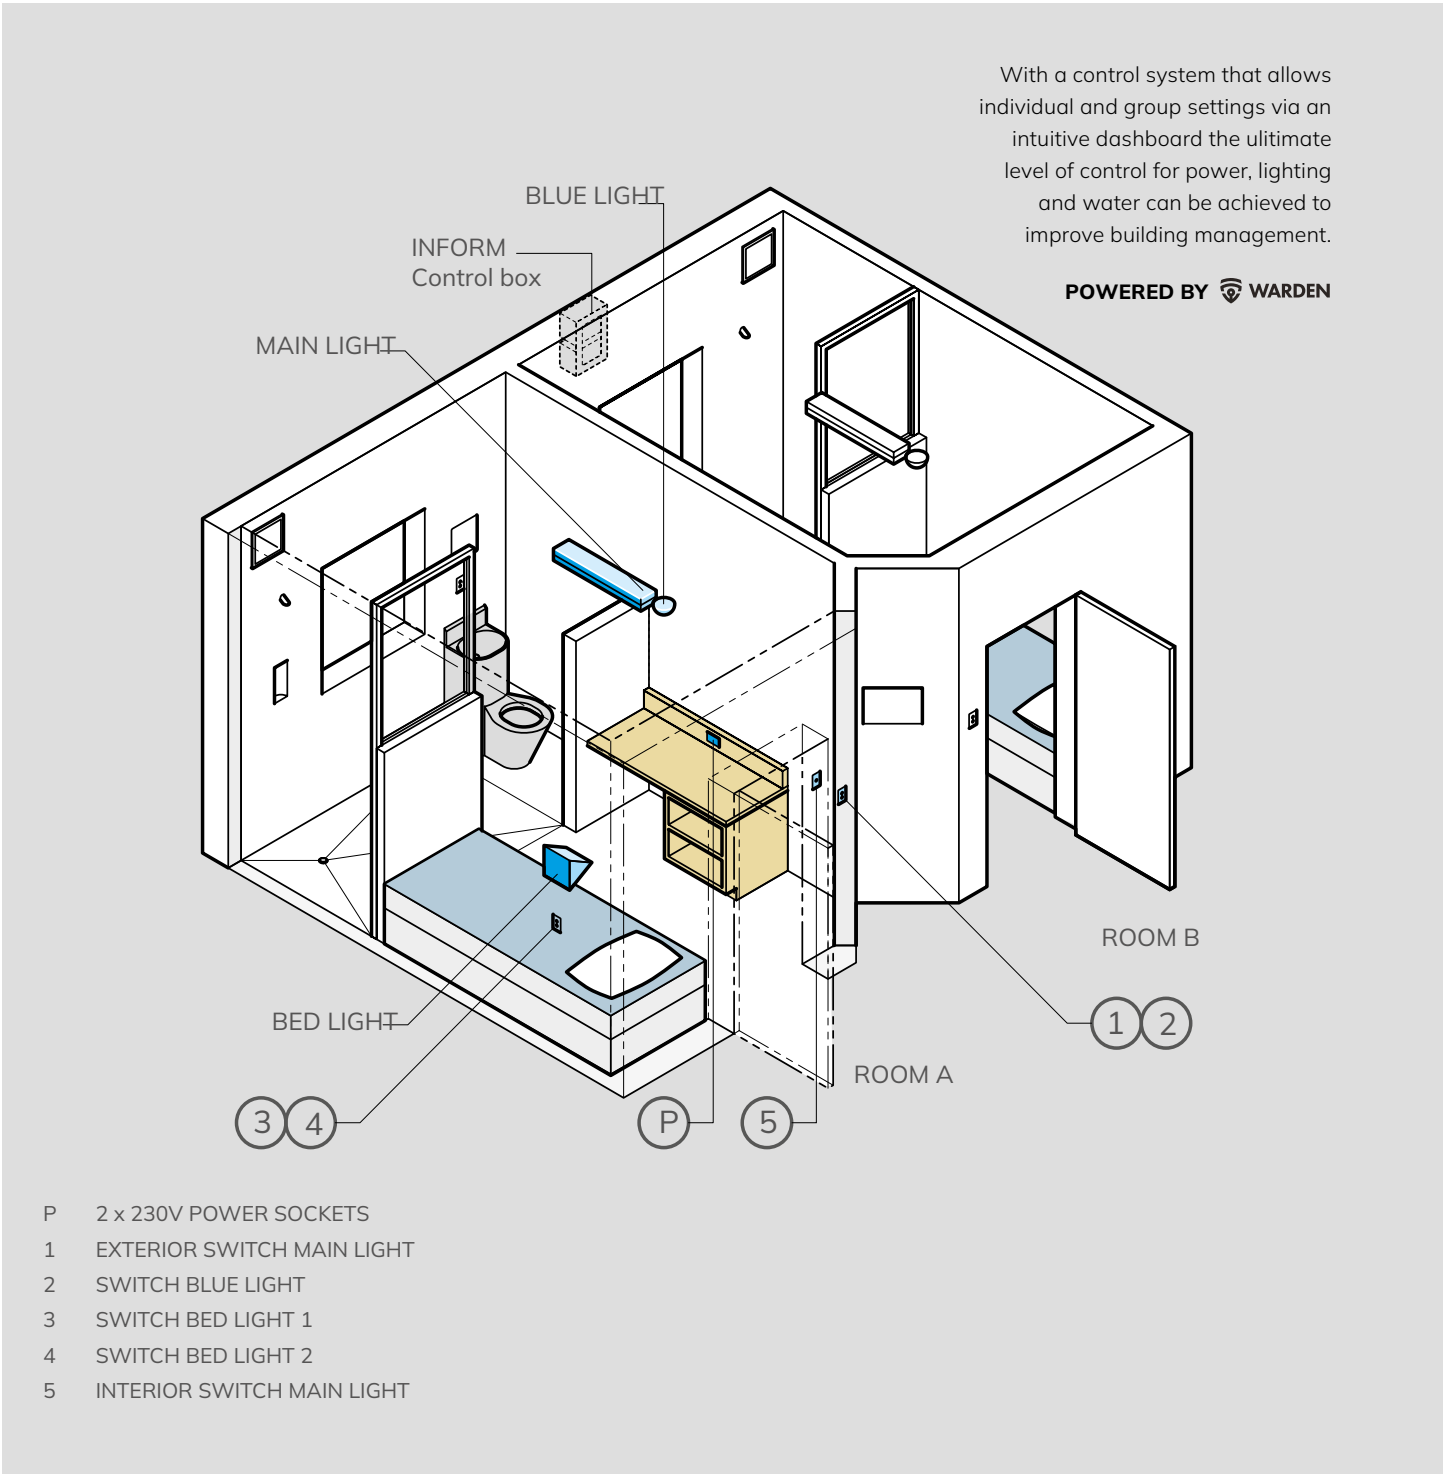 With a control system that allows
individual and group settings via an
intuitive dashboard the ulitimate
level of control for power, lighting
and water can be achieved to
improve building management.
POWERED BY WARDEN
BLUE LIGHT
INFORM
Control box
MAIN LIGHT
ROOM B
1 2
BED LIGHT
ROOM A
3 4
P
5
P 2 x 230V POWER SOCKETS
1 EXTERIOR SWITCH MAIN LIGHT
2 SWITCH BLUE LIGHT
3 SWITCH BED LIGHT 1
4 SWITCH BED LIGHT 2
5 INTERIOR SWITCH MAIN LIGHT